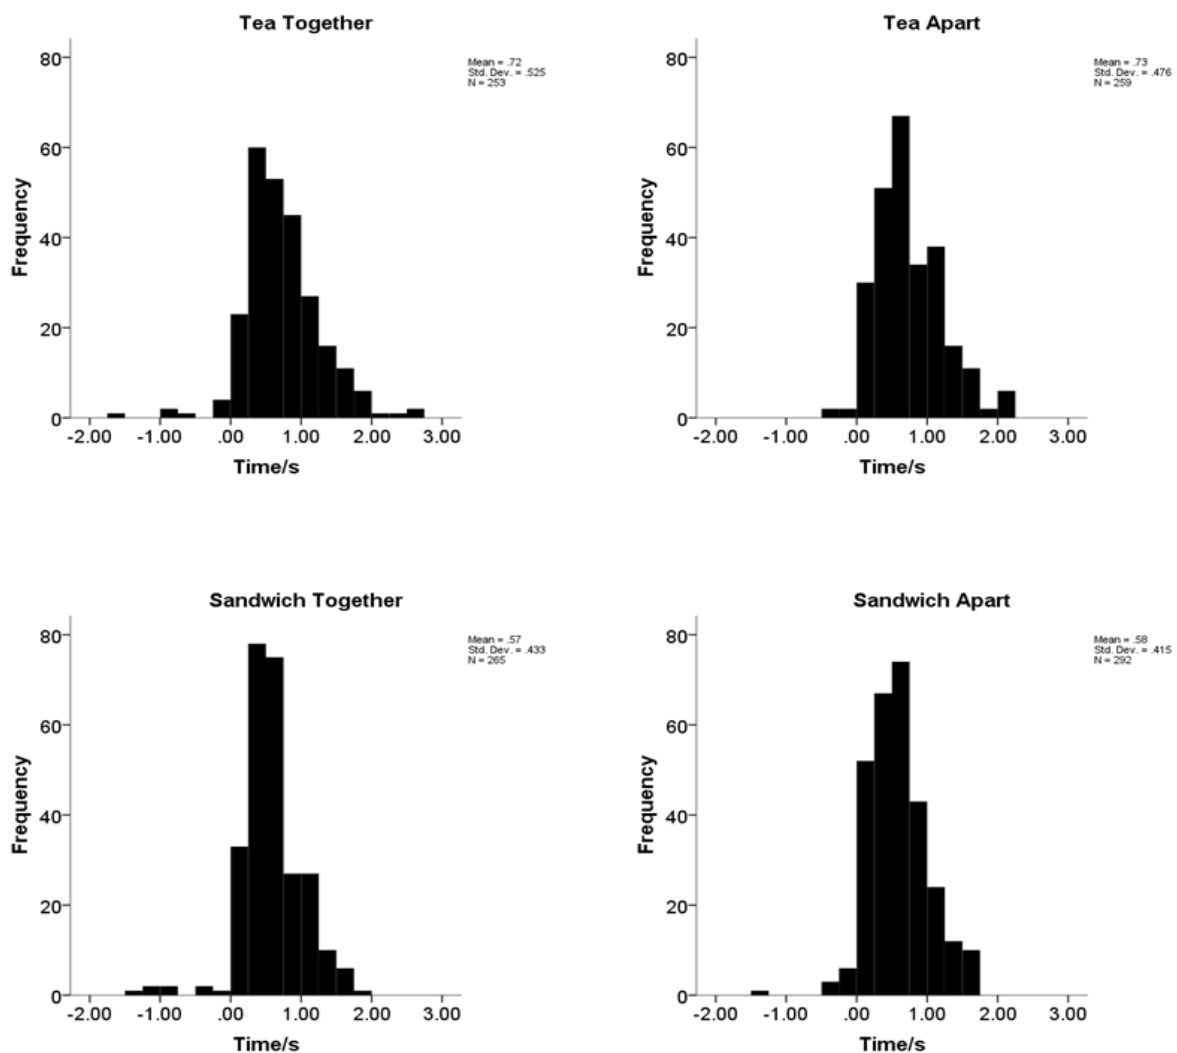 Tea Together
Mean = .72
Std. Dev. = .525
N = 253
80
60
40
20
0
Frequency
-2.00 -1.00 .00 1.00 2.00 3.00
Time/s
Tea Apart
Mean = .73
Std. Dev. = .476
N = 259
80
60
40
20
0
Frequency
-2.00 -1.00 .00 1.00 2.00 3.00
Time/s
Sandwich Together
Mean = .57
Std. Dev. = .433
N = 265
80
60
40
20
0
Frequency
-2.00 -1.00 .00 1.00 2.00 3.00
Time/s
Sandwich Apart
Mean = .58
Std. Dev. = .415
N = 292
80
60
40
20
0
Frequency
-2.00 -1.00 .00 1.00 2.00 3.00
Time/s